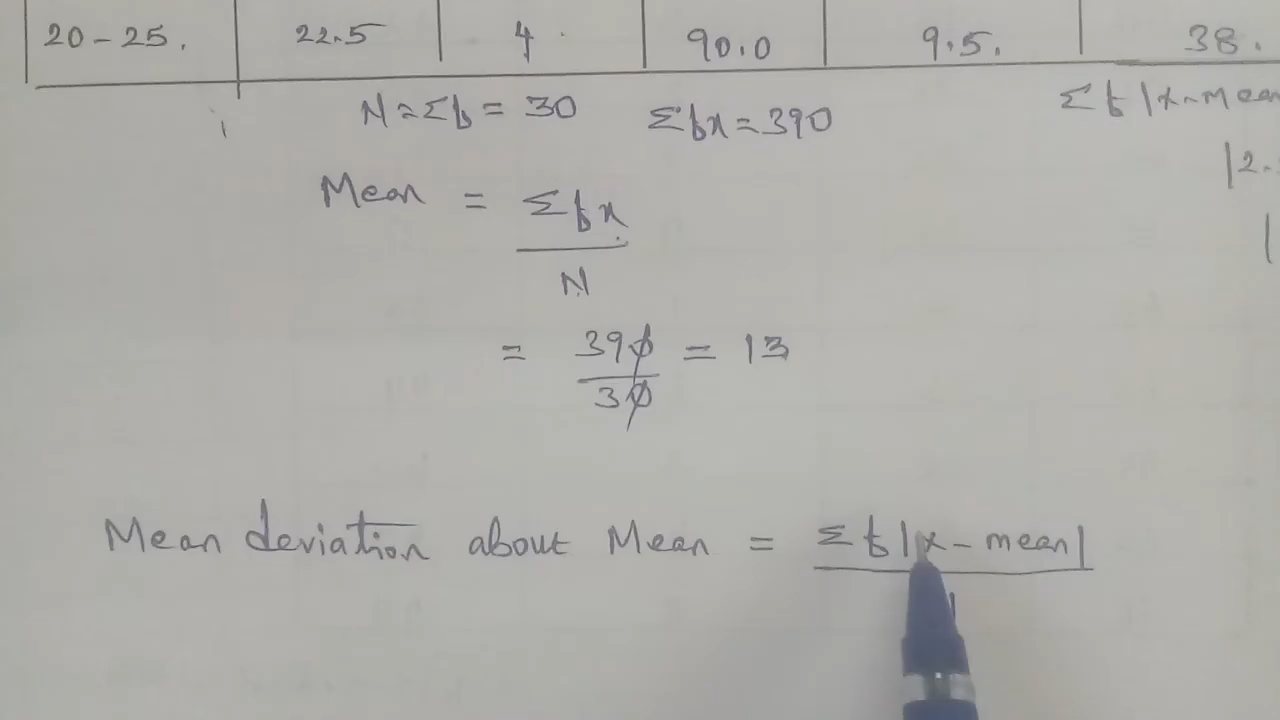 20-25. 22.5 4 90.0 9.5. 38.
N = Σf = 30 Σfx = 390 Σf|x-mean
|2.
Mean = Σfx
N
= 390 = 13
30
Mean deviation about Mean = Σf|x-mean|